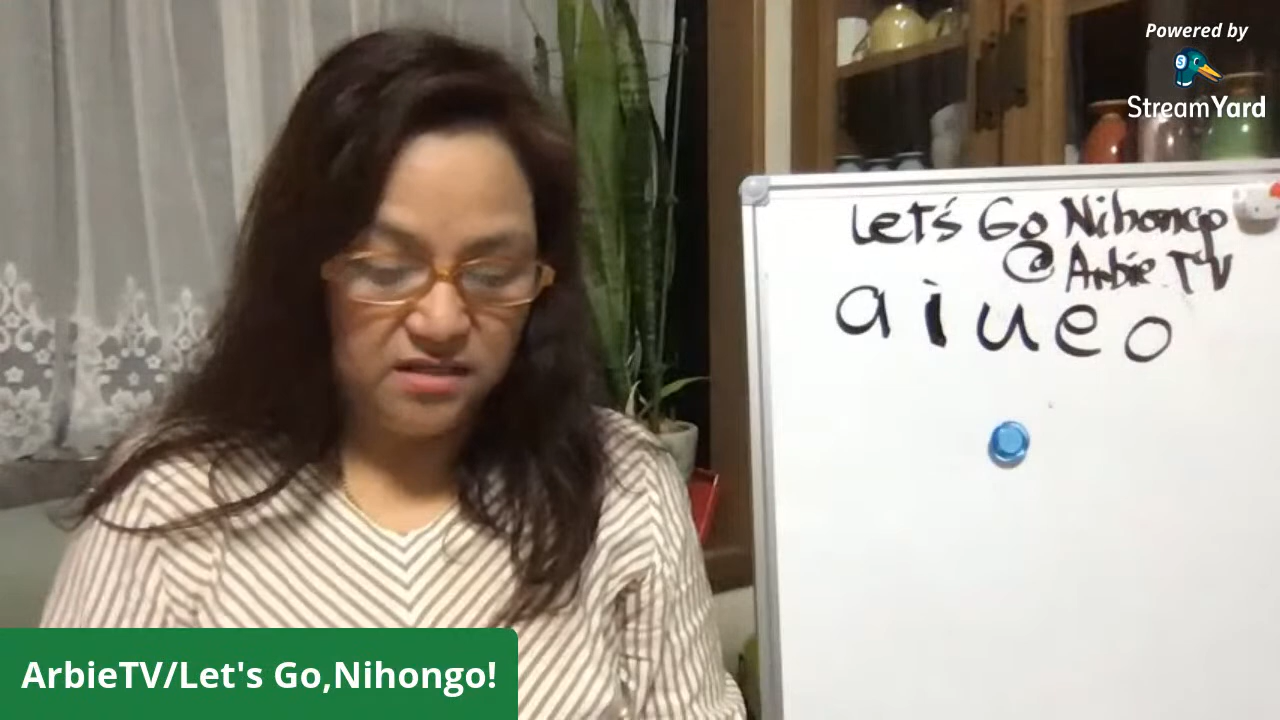 Powered by
StreamYard
Let's Go Nihongo
@ Arbie TV
a i u e o
ArbieTV/Let's Go,Nihongo!